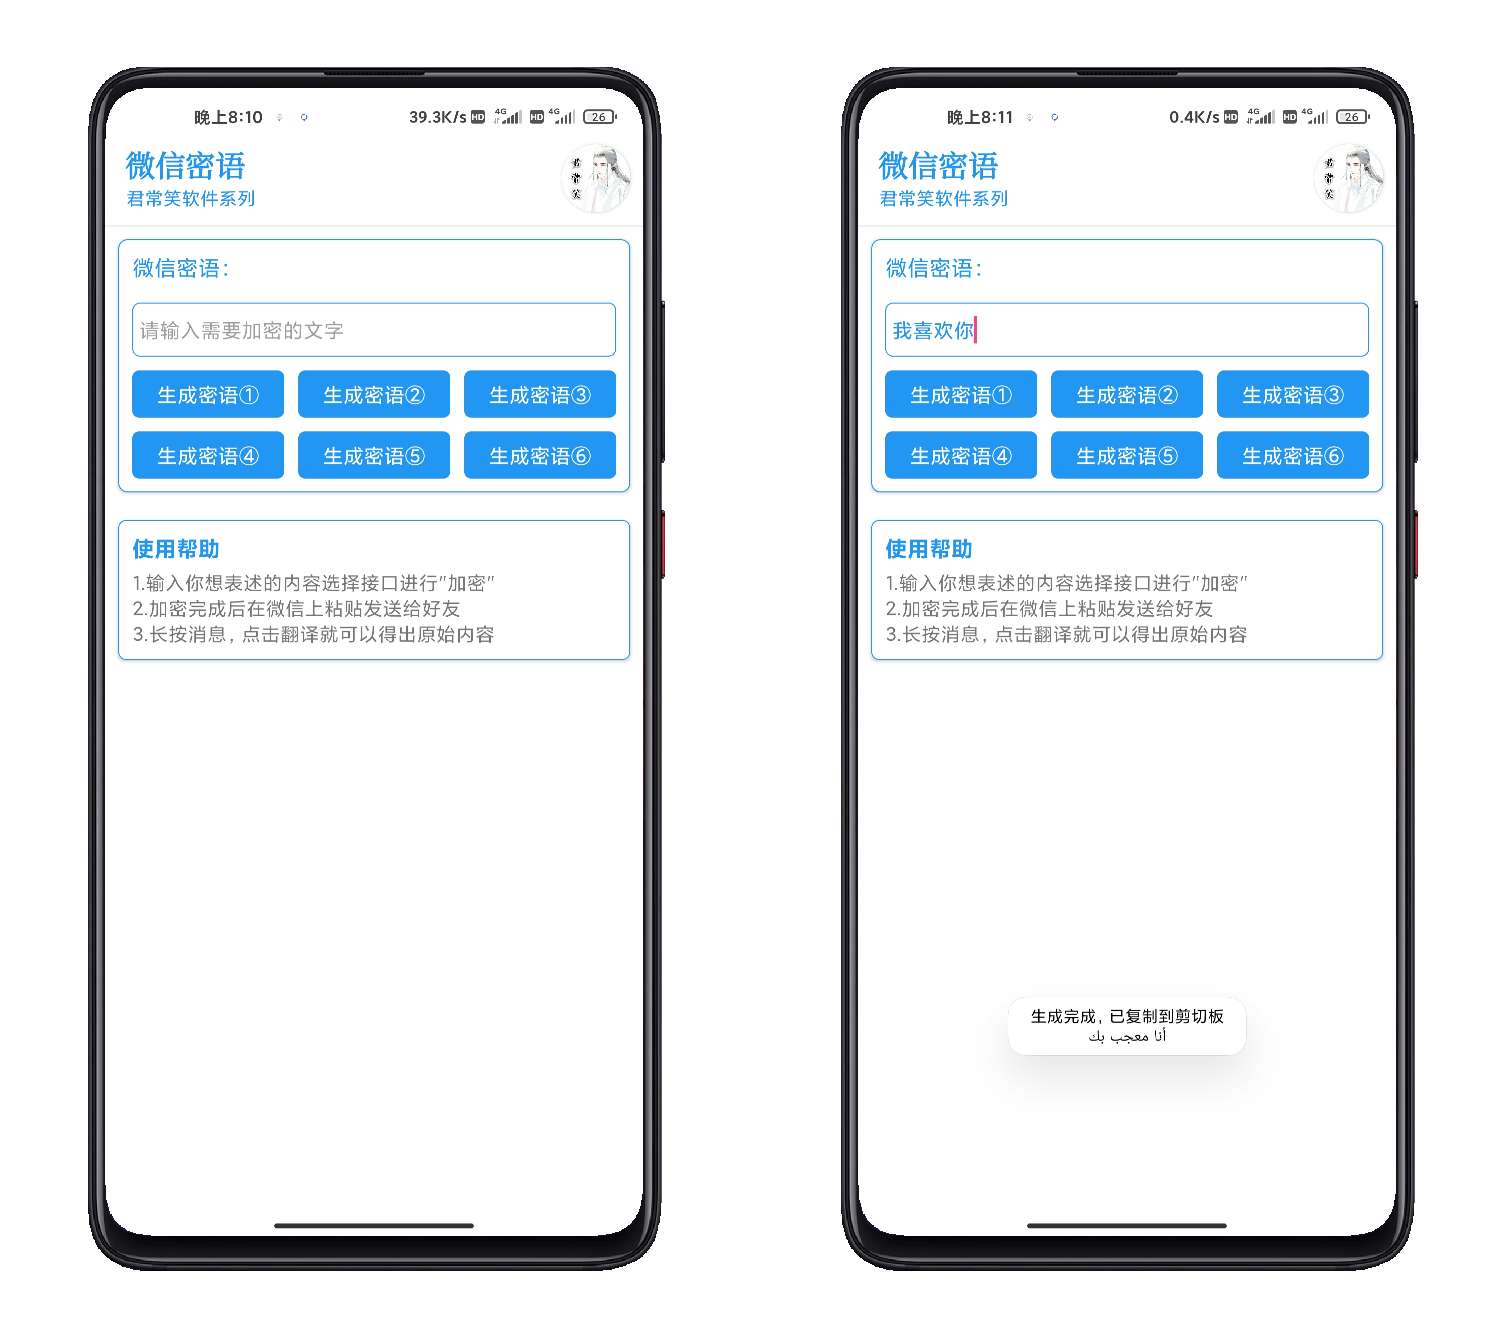 晚上8:10
39.3K/s HD 4G HD 4G 26
微信密语
君常笑软件系列
君常笑
微信密语：
请输入需要加密的文字
生成密语① 生成密语② 生成密语③
生成密语④ 生成密语⑤ 生成密语⑥
使用帮助
1.输入你想表述的内容选择接口进行"加密"
2.加密完成后在微信上粘贴发送给好友
3.长按消息，点击翻译就可以得出原始内容
晚上8:11
0.4K/s HD 4G HD 4G 26
微信密语
君常笑软件系列
君常笑
微信密语：
我喜欢你
生成密语① 生成密语② 生成密语③
生成密语④ 生成密语⑤ 生成密语⑥
使用帮助
1.输入你想表述的内容选择接口进行"加密"
2.加密完成后在微信上粘贴发送给好友
3.长按消息，点击翻译就可以得出原始内容
生成完成，已复制到剪切板
أنا معجب بك